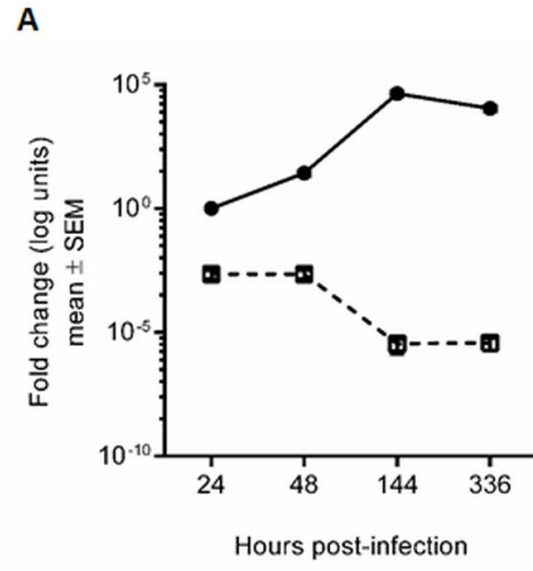 A
Fold change (log units)
mean ± SEM
10^5
10^0
10^-5
10^-10
24 48 144 336
Hours post-infection